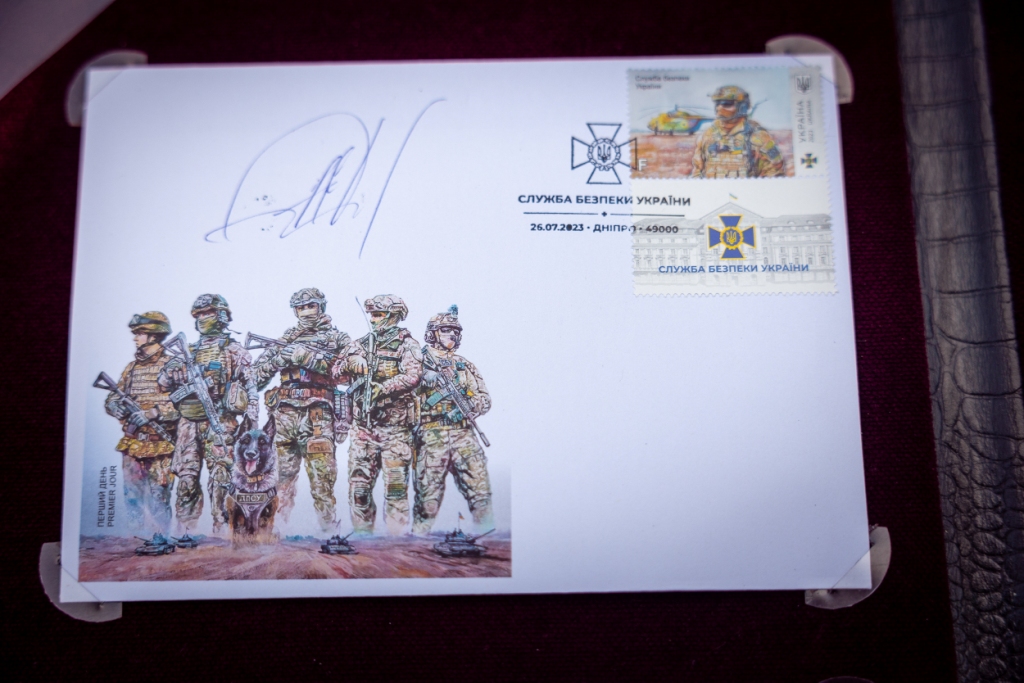 Служба безпеки
України
УКРАЇНА
F
СЛУЖБА БЕЗПЕКИ УКРАЇНИ
26.07.2023 • ДНІПРО • 49000
СЛУЖБА БЕЗПЕКИ УКРАЇНИ
ПЕРШИЙ ДЕНЬ
PREMIER JOUR